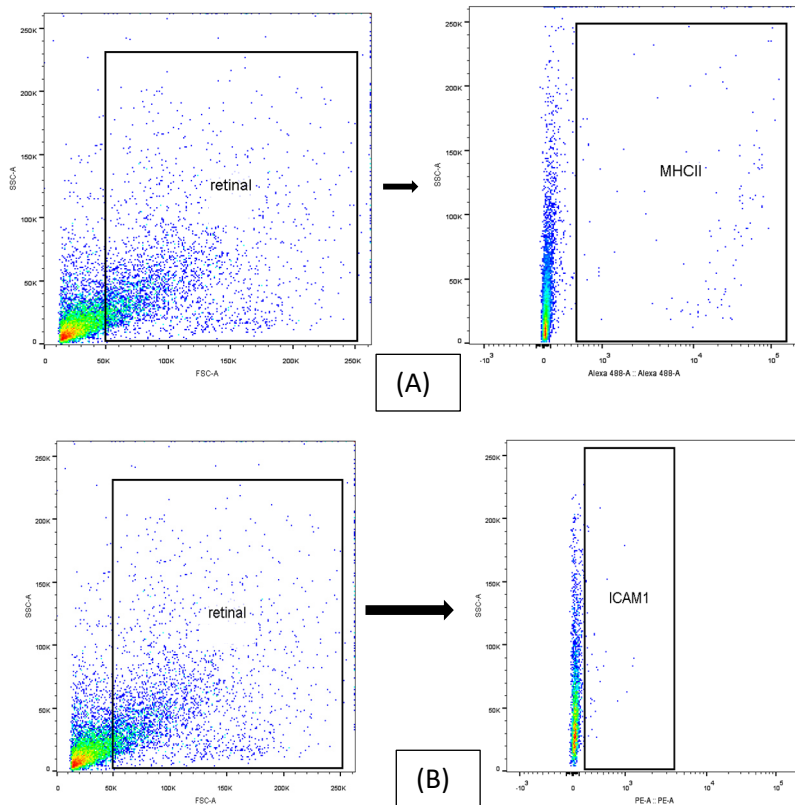 250K
200K
150K
100K
50K
0
SSC-A
retinal
0
50K
100K
150K
200K
250K
FSC-A
250K
200K
150K
100K
50K
0
SSC-A
MHCII
-10³
0
10³
10⁴
10⁵
Alexa 488-A :: Alexa 488-A
(A)
250K
200K
150K
100K
50K
0
SSC-A
retinal
0
50K
100K
150K
200K
250K
FSC-A
250K
200K
150K
100K
50K
0
SSC-A
ICAM1
-10³
0
10³
10⁴
10⁵
PE-A :: PE-A
(B)